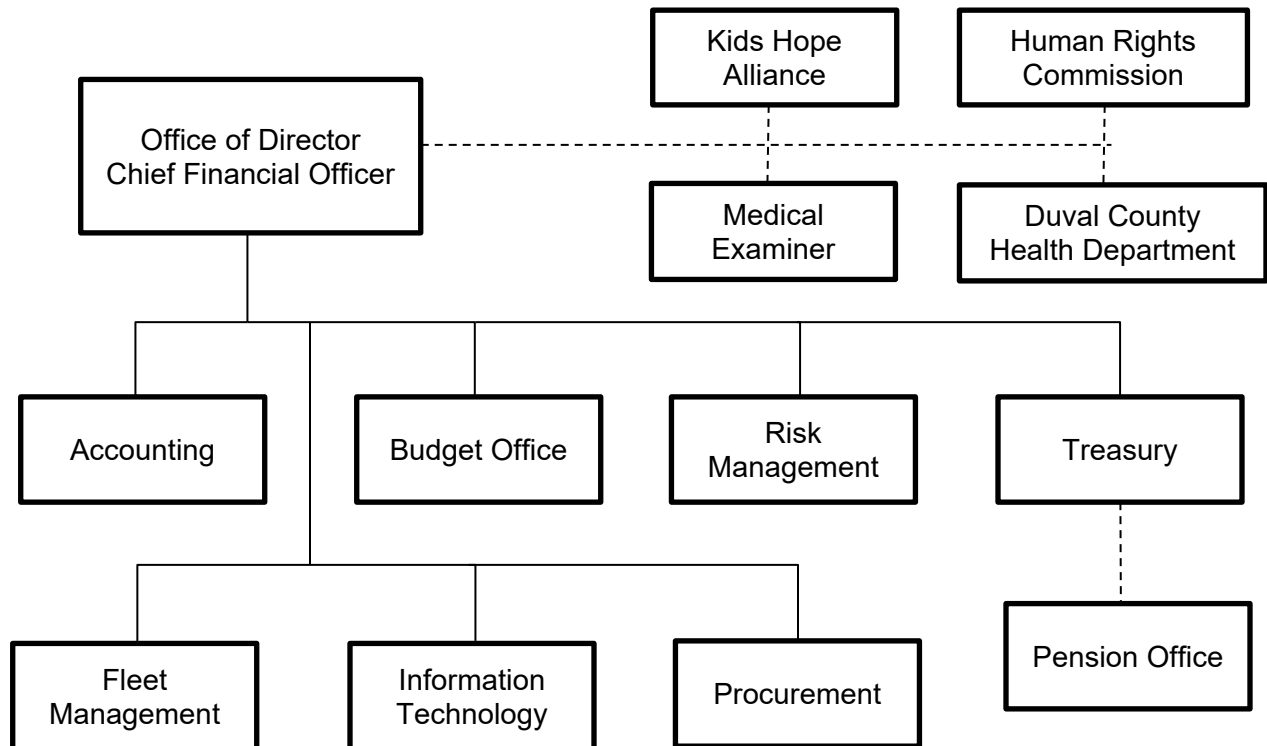 Kids Hope
Alliance
Human Rights
Commission
Office of Director
Chief Financial Officer
Medical
Examiner
Duval County
Health Department
Accounting
Budget Office
Risk
Management
Treasury
Fleet
Management
Information
Technology
Procurement
Pension Office